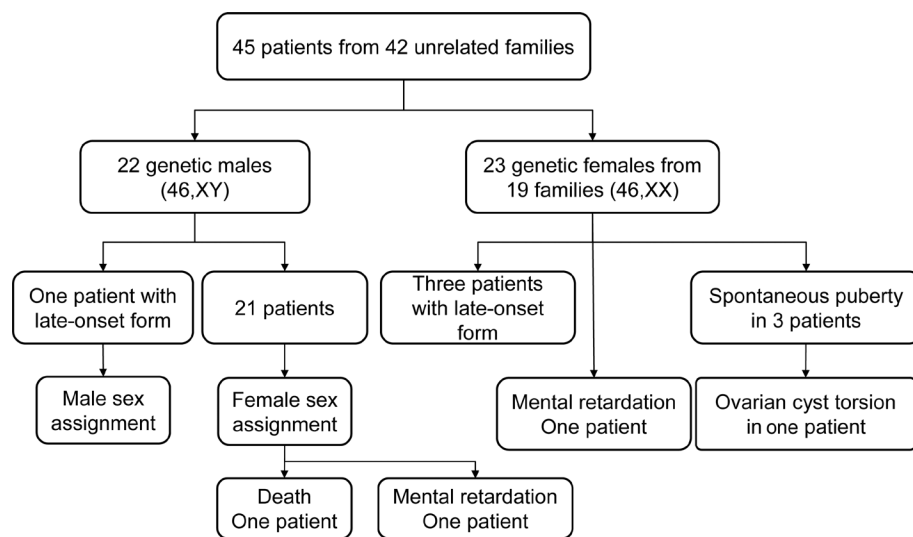 45 patients from 42 unrelated families
22 genetic males
(46,XY)
23 genetic females from
19 families (46,XX)
One patient with
late-onset form
21 patients
Three patients
with late-onset
form
Spontaneous puberty
in 3 patients
Male sex
assignment
Female sex
assignment
Mental retardation
One patient
Ovarian cyst torsion
in one patient
Death
One patient
Mental retardation
One patient